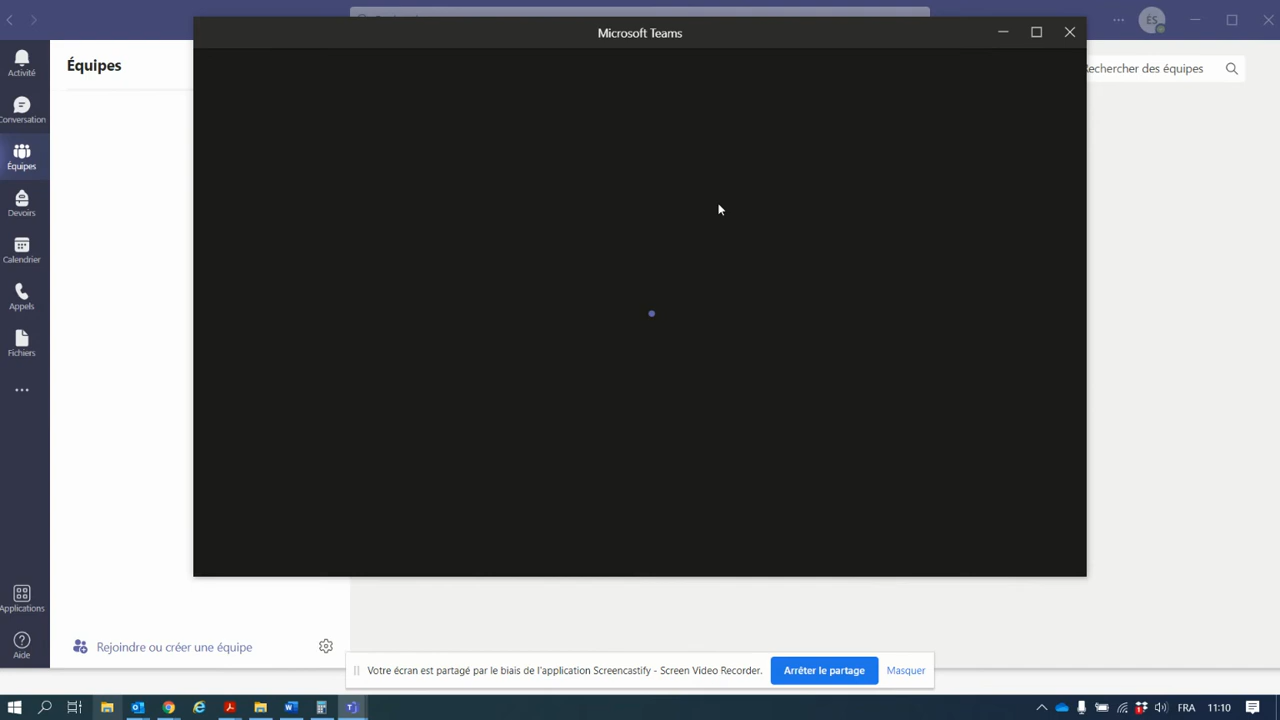 Microsoft Teams
ES
Activité
Équipes
echercher des équipes
Conversation
Équipes
Devoirs
Calendrier
Appels
Fichiers
Applications
Aide
Rejoindre ou créer une équipe
Votre écran est partagé par le biais de l'application Screencastify - Screen Video Recorder.
Arrêter le partage
Masquer
FRA
11:10